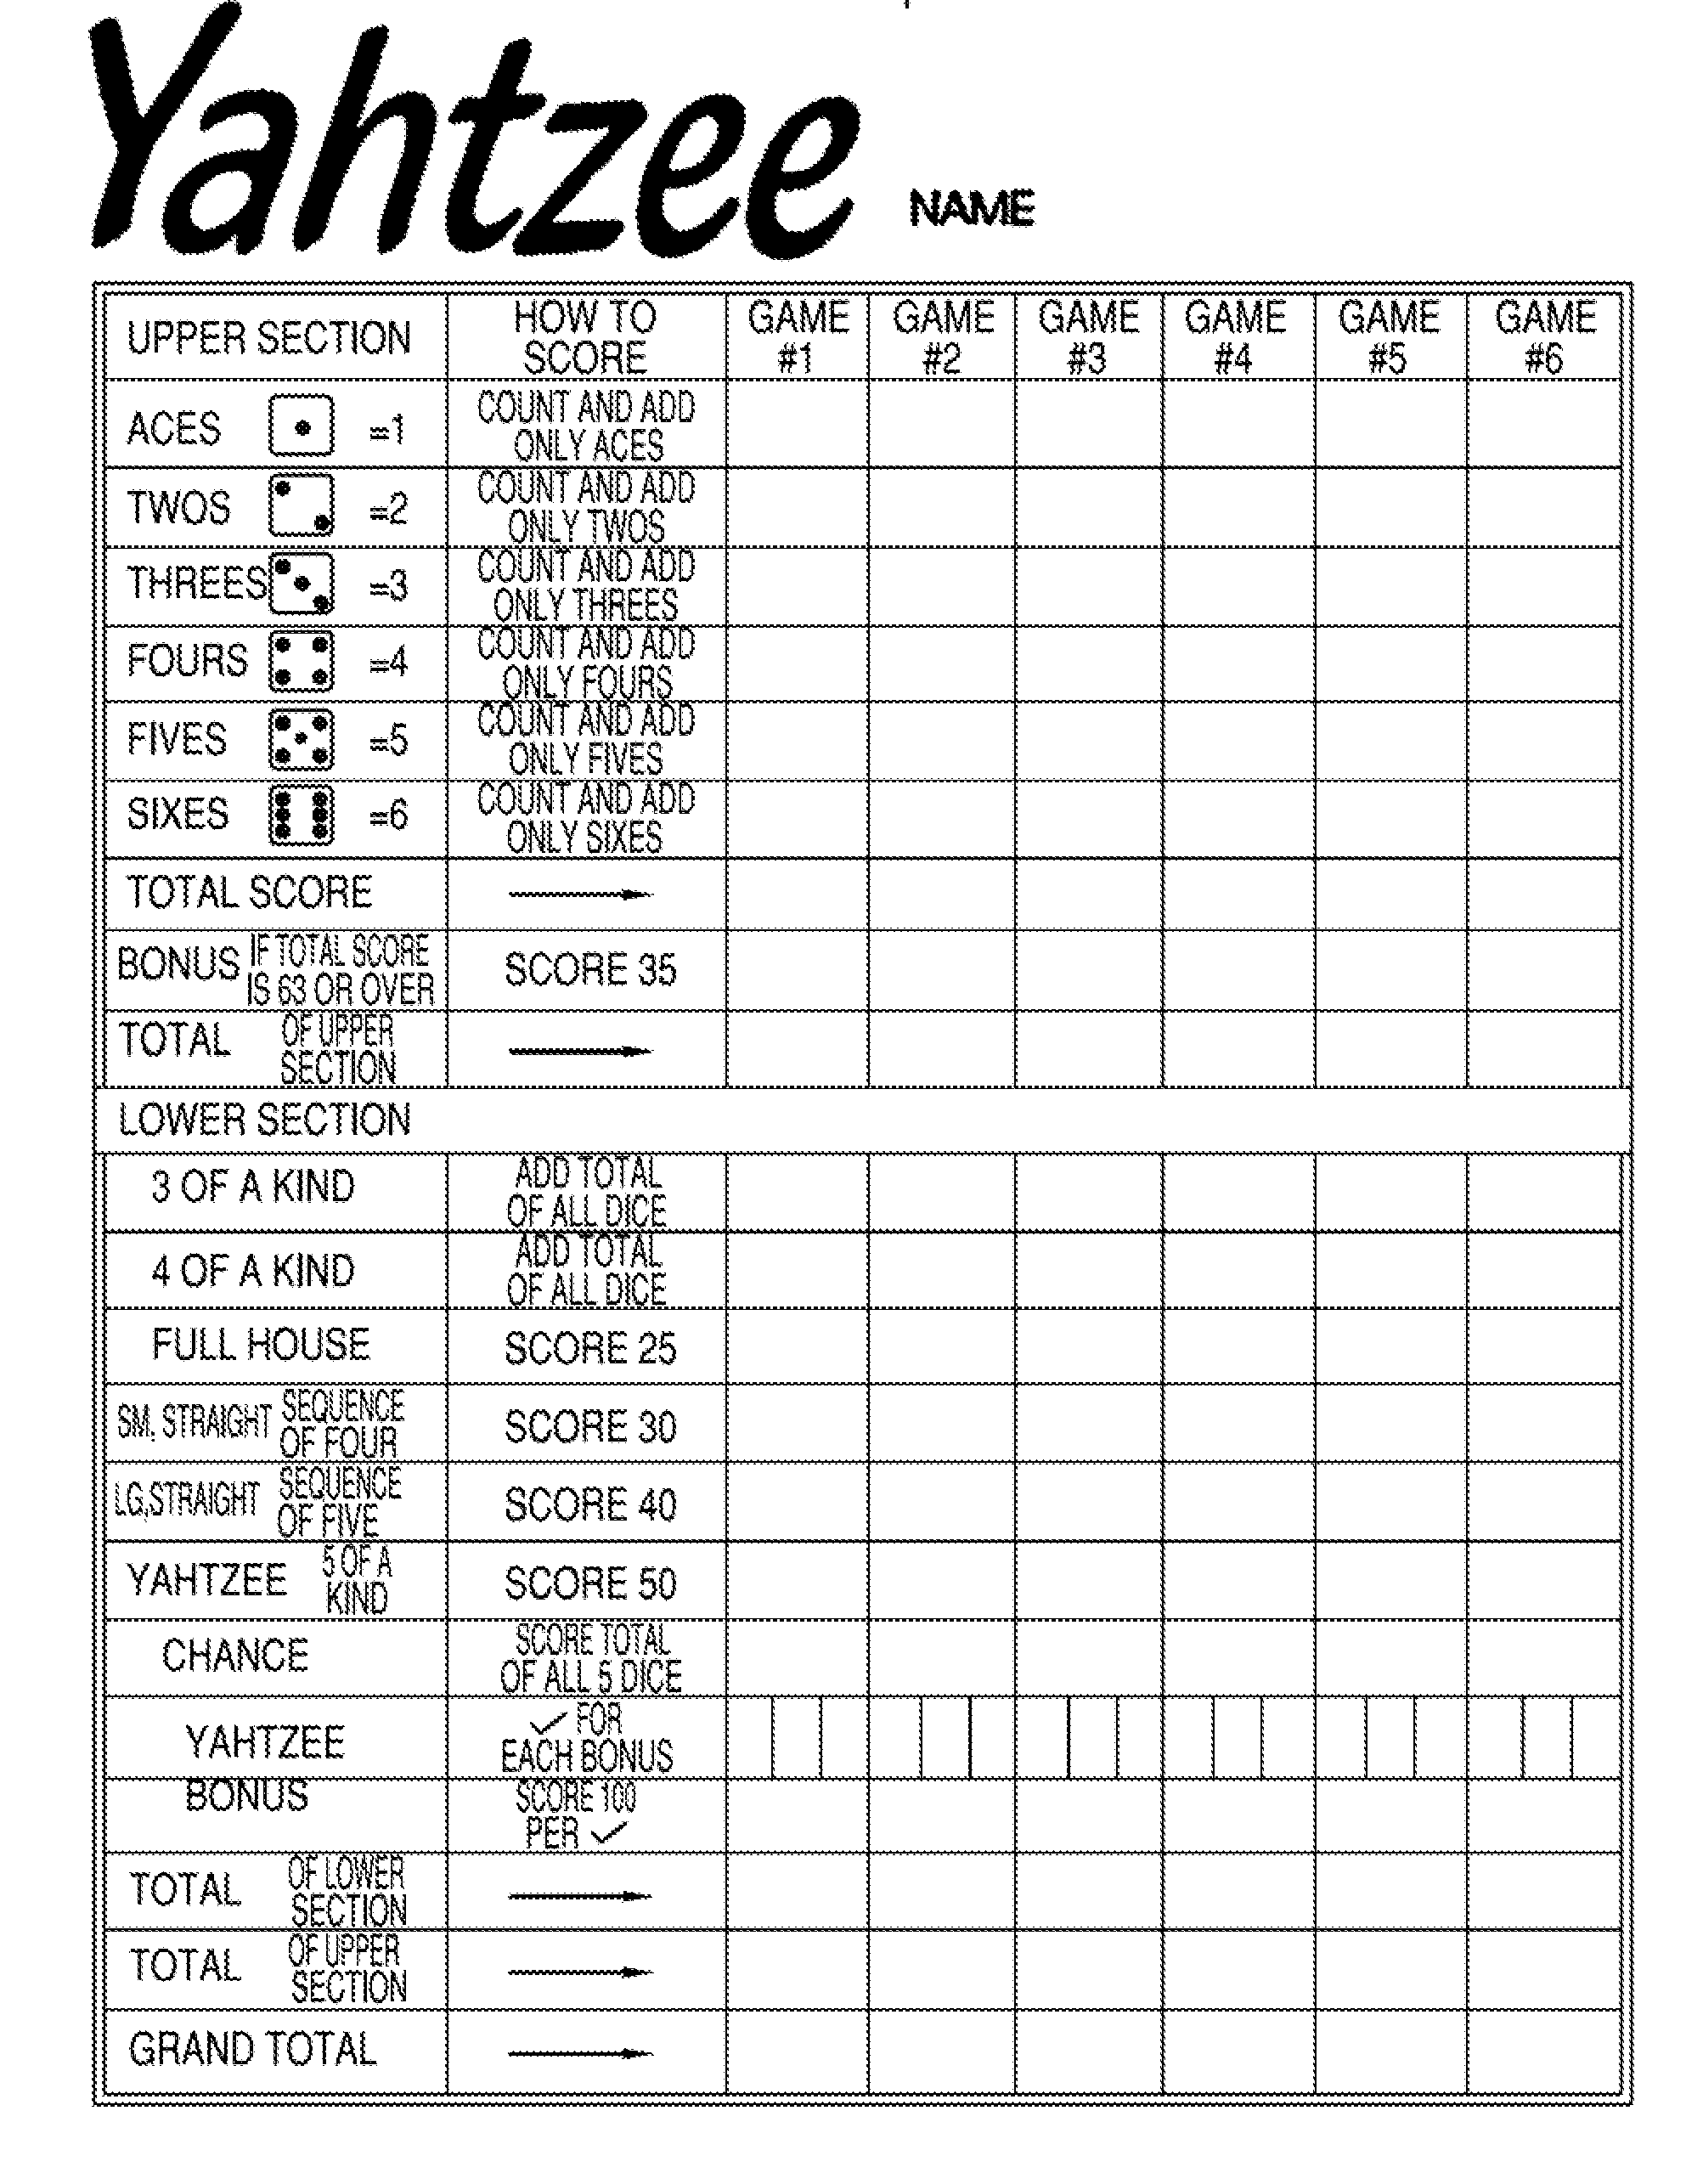 Yahtzee
NAME
UPPER SECTION
HOW TO
SCORE
GAME
#1
GAME
#2
GAME
#3
GAME
#4
GAME
#5
GAME
#6
ACES =1
COUNT AND ADD
ONLY ACES
TWOS =2
COUNT AND ADD
ONLY TWOS
THREES =3
COUNT AND ADD
ONLY THREES
FOURS =4
COUNT AND ADD
ONLY FOURS
FIVES =5
COUNT AND ADD
ONLY FIVES
SIXES =6
COUNT AND ADD
ONLY SIXES
TOTAL SCORE
BONUS IF TOTAL SCORE
IS 63 OR OVER
SCORE 35
TOTAL OF UPPER
SECTION
LOWER SECTION
3 OF A KIND
ADD TOTAL
OF ALL DICE
4 OF A KIND
ADD TOTAL
OF ALL DICE
FULL HOUSE
SCORE 25
SM. STRAIGHT SEQUENCE
OF FOUR
SCORE 30
LG,STRAIGHT SEQUENCE
OF FIVE
SCORE 40
YAHTZEE 5 OF A
KIND
SCORE 50
CHANCE
SCORE TOTAL
OF ALL 5 DICE
YAHTZEE
✓ FOR
EACH BONUS
BONUS
SCORE 100
PER ✓
TOTAL OF LOWER
SECTION
TOTAL OF UPPER
SECTION
GRAND TOTAL